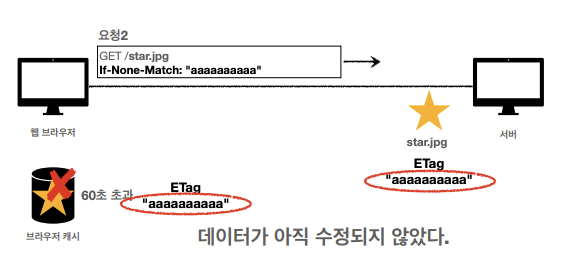 요청2
GET /star.jpg
If-None-Match: "aaaaaaaaaa"
웹 브라우저
star.jpg
서버
ETag
"aaaaaaaaaa"
60초 초과
ETag
"aaaaaaaaaa"
브라우저 캐시
데이터가 아직 수정되지 않았다.